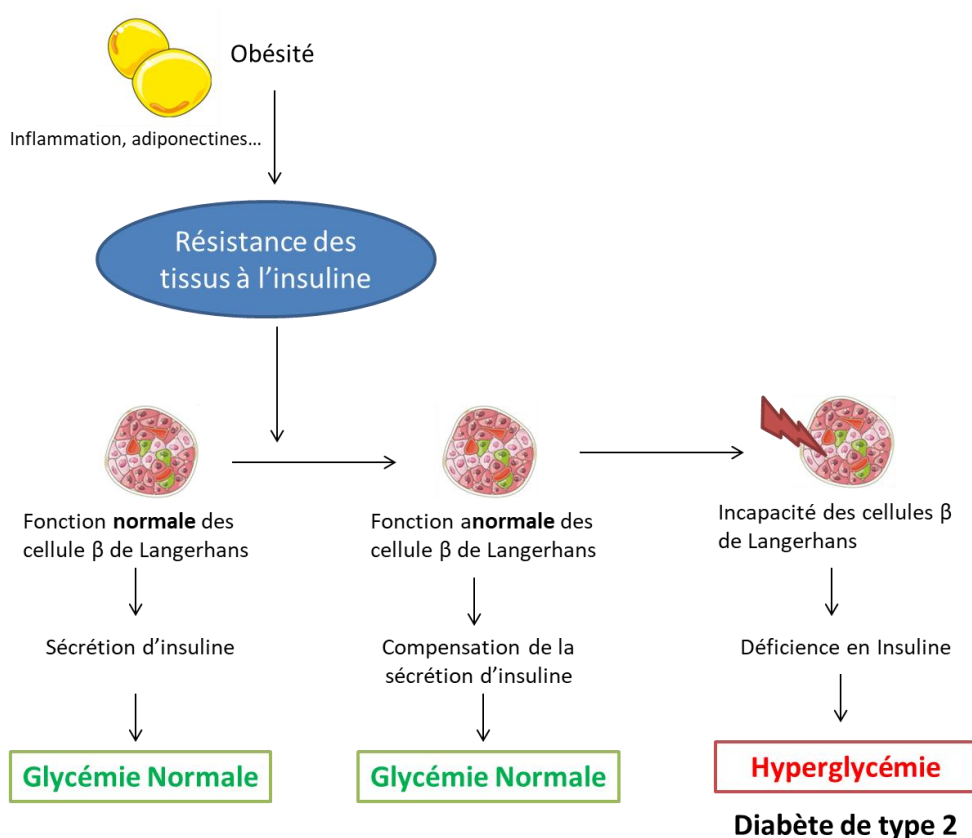 Obésité
Inflammation, adiponectines...
Résistance des
tissus à l’insuline
Fonction normale des
cellule β de Langerhans
Fonction anormale des
cellule β de Langerhans
Incapacité des cellules β
de Langerhans
Sécrétion d’insuline
Compensation de la
sécrétion d’insuline
Déficience en Insuline
Glycémie Normale
Glycémie Normale
Hyperglycémie
Diabète de type 2